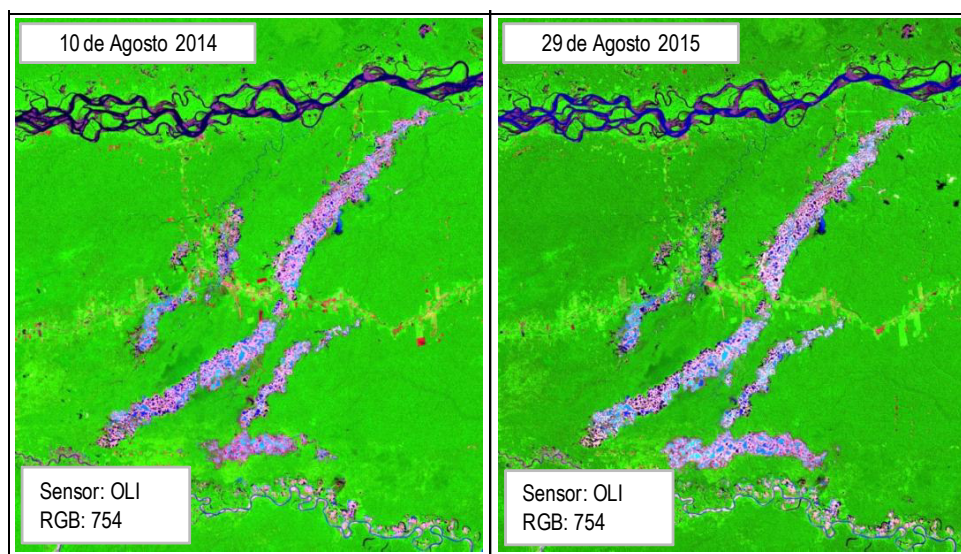 10 de Agosto 2014
29 de Agosto 2015
Sensor: OLI
RGB: 754
Sensor: OLI
RGB: 754